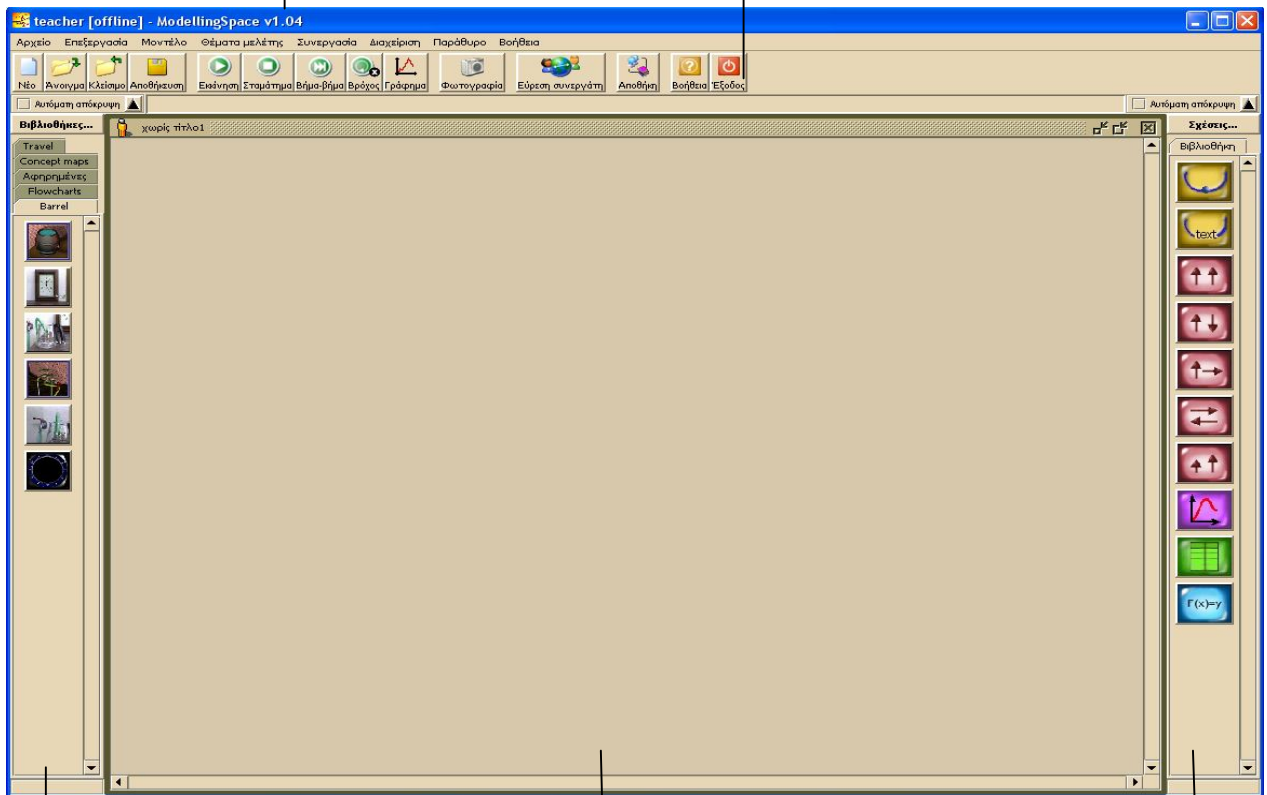 teacher [offline] - ModellingSpace v1.04
Αρχείο Επεξεργασία Μοντέλο Θέματα μελέτης Συνεργασία Διαχείριση Παράθυρο Βοήθεια
Νέο Άνοιγμα Κλείσιμο Αποθήκευση Εκκίνηση Σταμάτημα Βήμα-βήμα Βρόχος Γράφημα Φωτογραφία Εύρεση συνεργάτη Αποθήκη Βοήθεια Έξοδος
Αυτόματη απόκρυψη Αυτόματη απόκρυψη
Βιβλιοθήκες... χωρίς τίτλο1 Σχέσεις...
Travel Βιβλιοθήκη
Concept maps
Αφηρημένες
Flowcharts
Barrel
text
Γ(x)=y